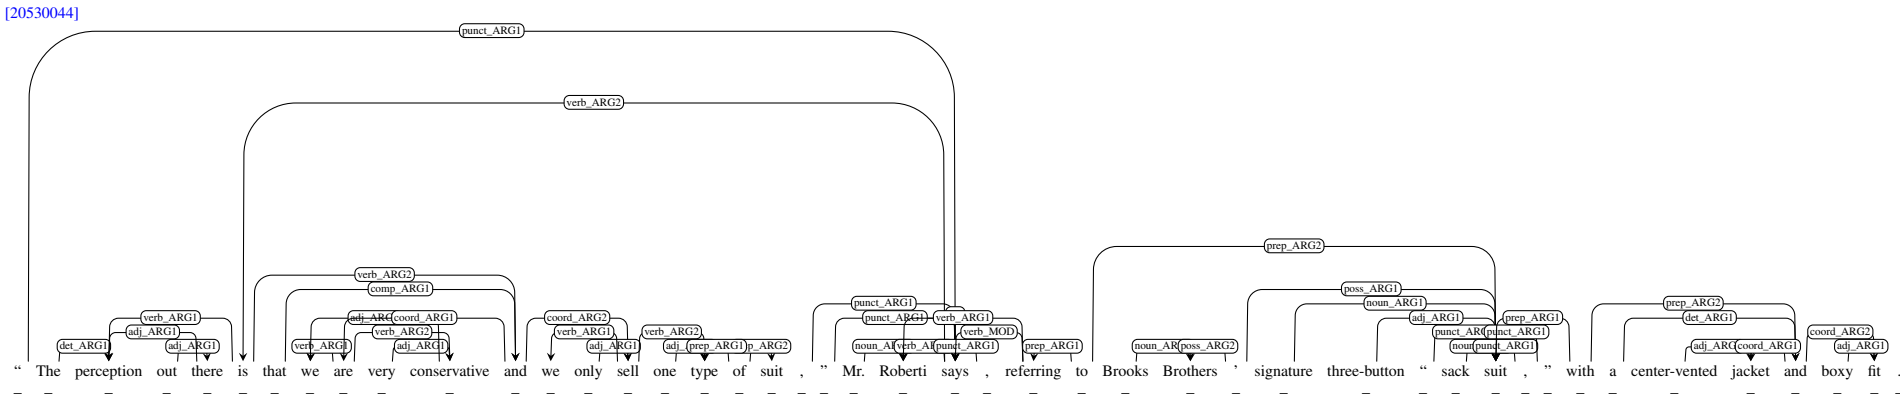 [20530044]
punct_ARG1
verb_ARG2
prep_ARG2
verb_ARG2
comp_ARG1 poss_ARG1
punct_ARG1 noun_ARG1 prep_ARG2
verb_ARG1 coord_ARG1 coord_ARG2 punct_ARG1 verb_ARG1 adj_ARG1 prep_ARG1 det_ARG1
adj_ARG1 verb_ARG2 verb_ARG1 verb_ARG2 verb_MOD punct_ARG1 coord_ARG2
det_ARG1 adj_ARG1 verb_ARG1 adj_ARG1 adj_ARG1 prep_ARG1 punct_ARG1 prep_ARG1 poss_ARG2 punct_ARG1 coord_ARG1 adj_ARG1
“ The perception out there is that we are very conservative and we only sell one type of suit , ” Mr. Roberti says , referring to Brooks Brothers ’ signature three-button “ sack suit , ” with a center-vented jacket and boxy fit .